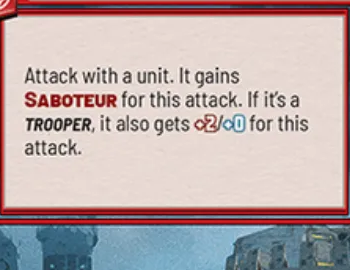 Attack with a unit. It gains
SABOTEUR for this attack. If it's a
TROOPER, it also gets +2/+0 for this
attack.